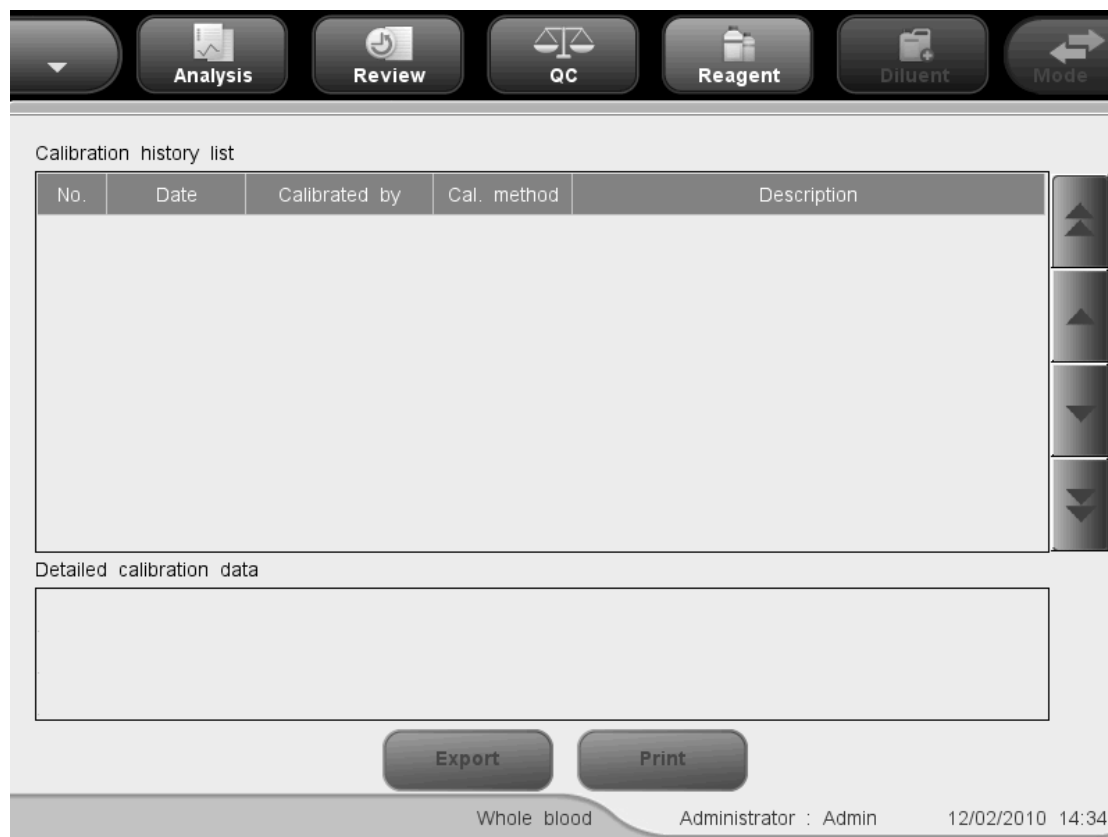 Analysis Review QC Reagent Diluent Mode
Calibration history list
No. Date Calibrated by Cal. method Description
Detailed calibration data
Export Print
Whole blood Administrator : Admin 12/02/2010 14:34